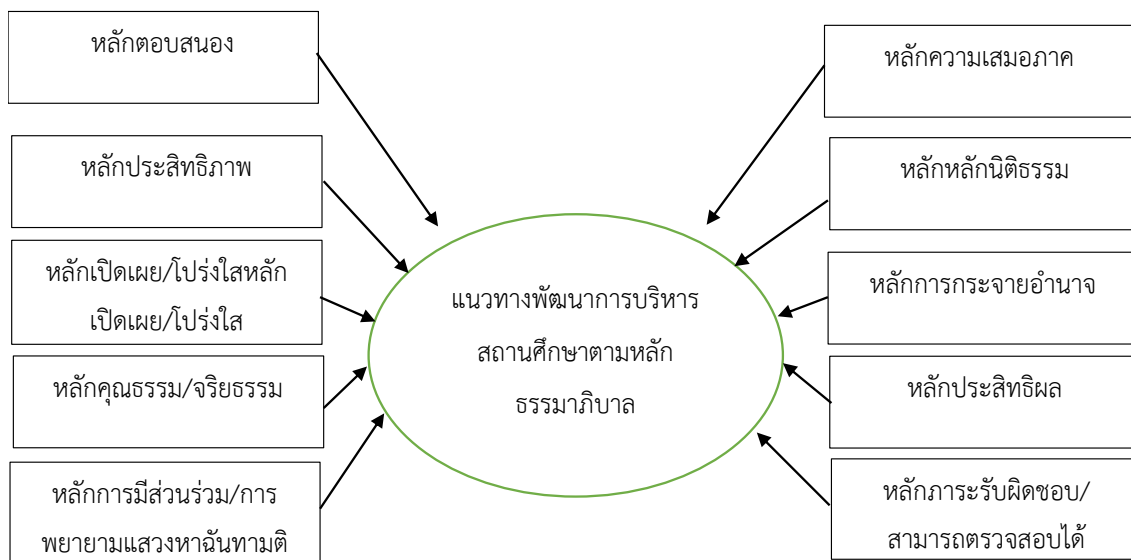 หลักตอบสนอง
หลักประสิทธิภาพ
หลักเปิดเผย/โปร่งใสหลัก
เปิดเผย/โปร่งใส
หลักคุณธรรม/จริยธรรม
หลักการมีส่วนร่วม/การ
พยายามแสวงหาฉันทามติ
แนวทางพัฒนาการบริหาร
สถานศึกษาตามหลัก
ธรรมาภิบาล
หลักความเสมอภาค
หลักหลักนิติธรรม
หลักการกระจายอำนาจ
หลักประสิทธิผล
หลักภาระรับผิดชอบ/
สามารถตรวจสอบได้